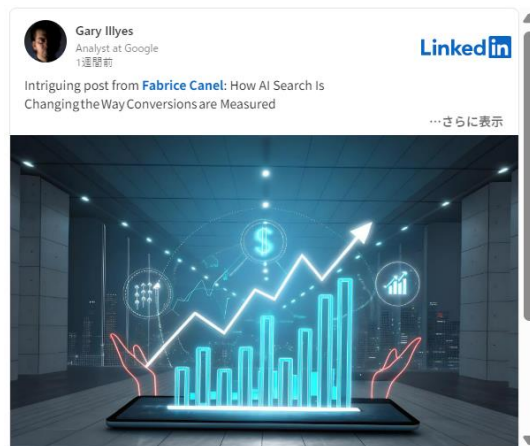 Gary Illyes
Analyst at Google
1週間前
LinkedIn
Intriguing post from Fabrice Canel: How AI Search Is
Changing the Way Conversions are Measured
…さらに表示
$